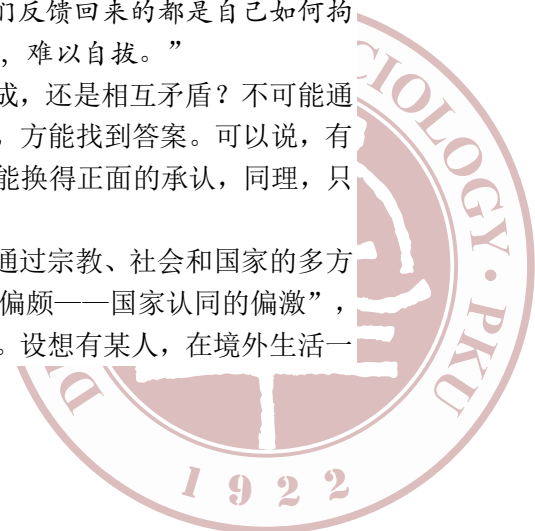 们反馈回来的都是自己如何拘
，难以自拔。”
成，还是相互矛盾？不可能通
，方能找到答案。可以说，有
能换得正面的承认，同理，只
通过宗教、社会和国家的多方
偏颇——国家认同的偏激”，
。设想有某人，在境外生活一
CIOLOGY · PKU
D
1922